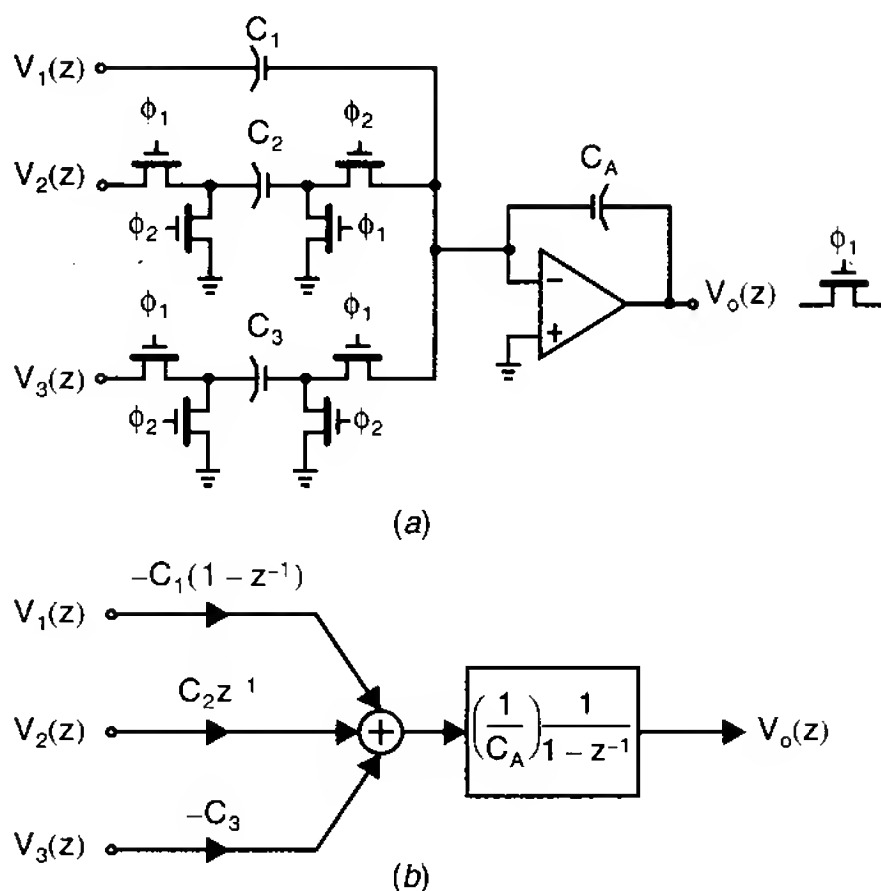 C₁
V₁(z)
ϕ₁ ϕ₂
C₂ C_A
V₂(z)
ϕ₂ ϕ₁
− ϕ₁
V₀(z)
+
ϕ₁ C₃ ϕ₁
V₃(z)
ϕ₂ ϕ₂
(a)
−C₁(1 − z⁻¹)
V₁(z)
C₂z⁻¹
V₂(z) + (1/C_A) 1/(1 − z⁻¹) V₀(z)
−C₃
V₃(z)
(b)